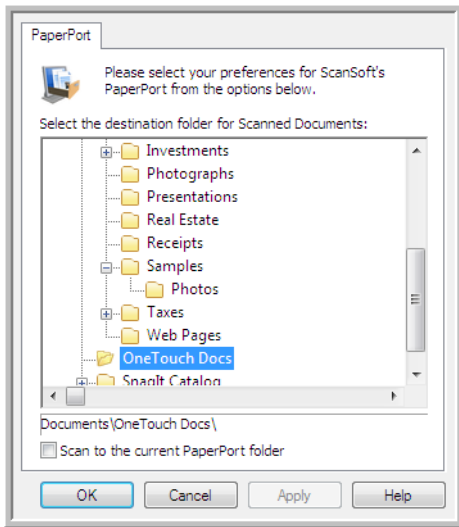 PaperPort
Please select your preferences for ScanSoft's
PaperPort from the options below.
Select the destination folder for Scanned Documents:
Investments
Photographs
Presentations
Real Estate
Receipts
Samples
Photos
Taxes
Web Pages
OneTouch Docs
SnagIt Catalog
Documents\OneTouch Docs\
Scan to the current PaperPort folder
OK Cancel Apply Help